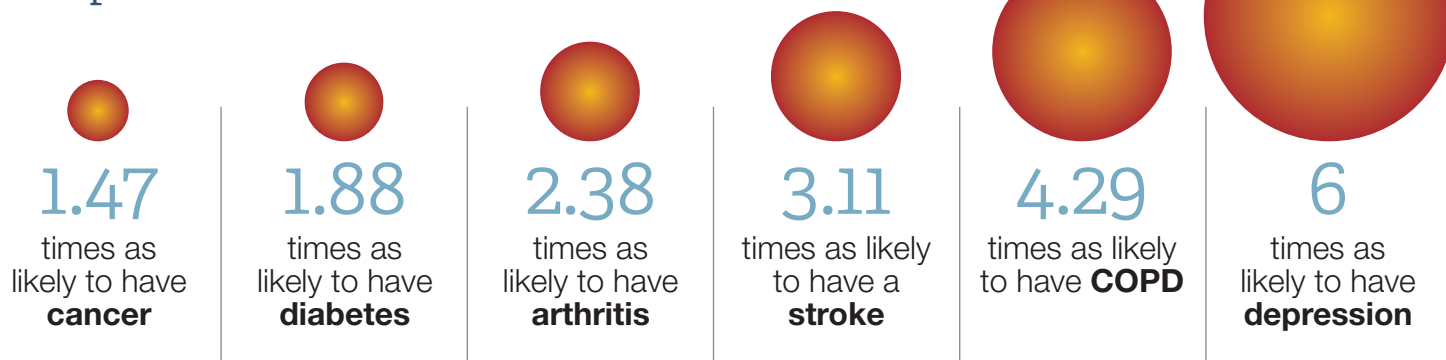 1.47
times as
likely to have
cancer
1.88
times as
likely to have
diabetes
2.38
times as
likely to have
arthritis
3.11
times as likely
to have a
stroke
4.29
times as likely
to have COPD
6
times as
likely to have
depression